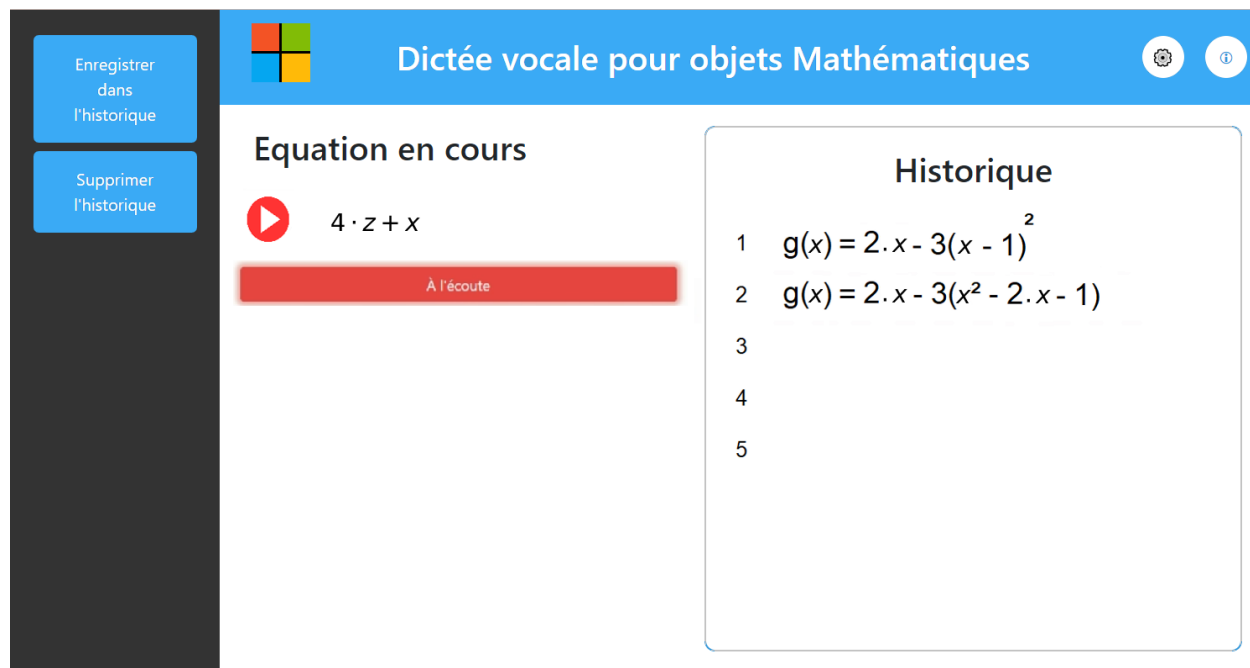 Enregistrer
dans
l'historique
Supprimer
l'historique
Dictée vocale pour objets Mathématiques
Equation en cours
4 · z + x
À l'écoute
Historique
1 g(x) = 2.x - 3(x - 1)²
2 g(x) = 2.x - 3(x² - 2.x - 1)
3
4
5